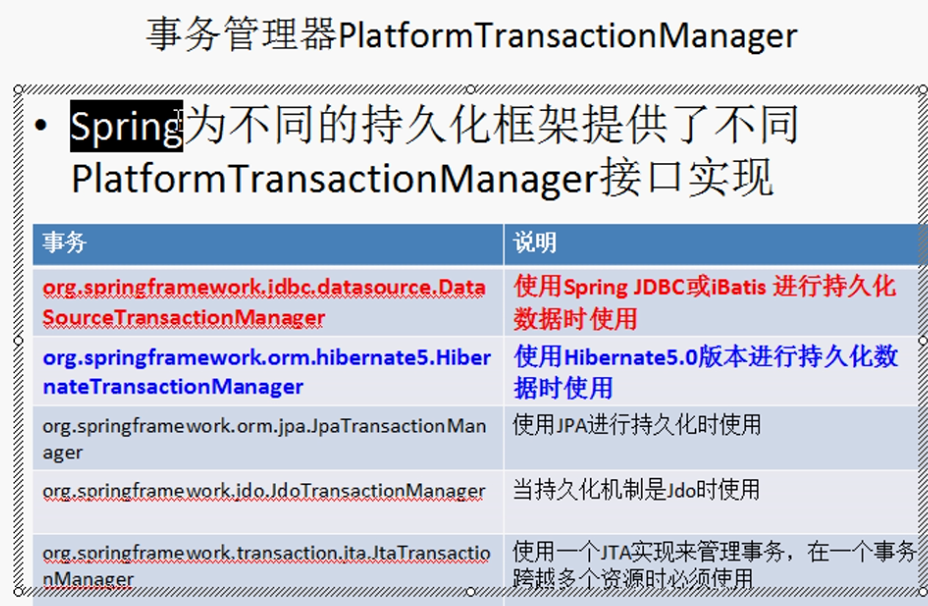 事务管理器PlatformTransactionManager
• Spring为不同的持久化框架提供了不同
PlatformTransactionManager接口实现
事务 说明
org.springframework.jdbc.datasource.Data
SourceTransactionManager
使用Spring JDBC或iBatis 进行持久化
数据时使用
org.springframework.orm.hibernate5.Hiber
nateTransactionManager
使用Hibernate5.0版本进行持久化数
据时使用
org.springframework.orm.jpa.JpaTransactionMan
ager
使用JPA进行持久化时使用
org.springframework.jdo.JdoTransactionManager
当持久化机制是Jdo时使用
org.springframework.transaction.jta.JtaTransactio
nManager
使用一个JTA实现来管理事务，在一个事务
跨越多个资源时必须使用